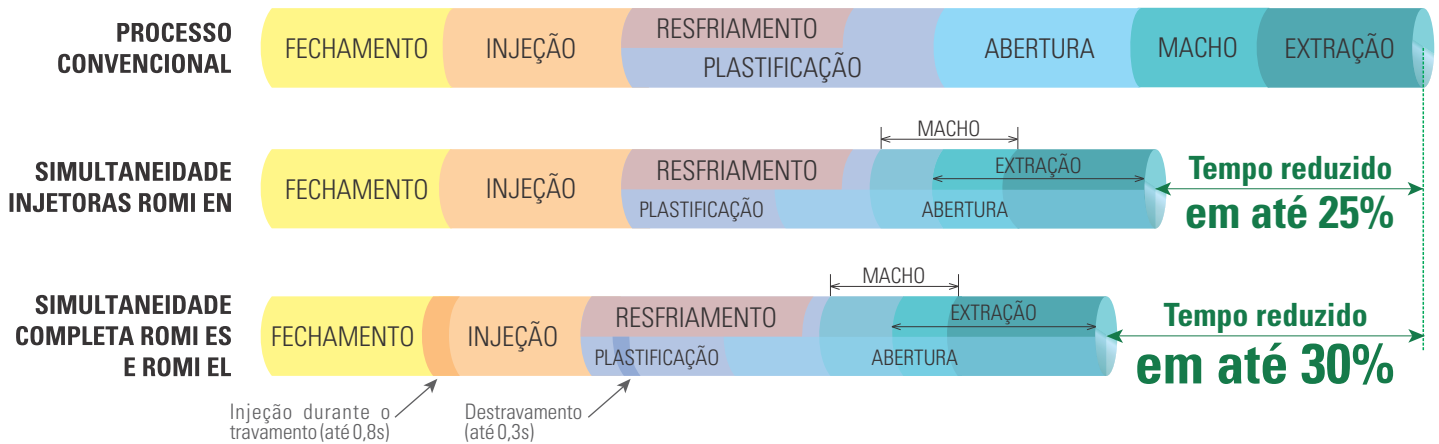 PROCESSO
CONVENCIONAL
FECHAMENTO
INJEÇÃO
RESFRIAMENTO
PLASTIFICAÇÃO
ABERTURA
MACHO
EXTRAÇÃO
SIMULTANEIDADE
INJETORAS ROMI EN
FECHAMENTO
INJEÇÃO
RESFRIAMENTO
PLASTIFICAÇÃO
MACHO
EXTRAÇÃO
ABERTURA
Tempo reduzido
em até 25%
SIMULTANEIDADE
COMPLETA ROMI ES
E ROMI EL
FECHAMENTO
INJEÇÃO
RESFRIAMENTO
PLASTIFICAÇÃO
MACHO
EXTRAÇÃO
ABERTURA
Tempo reduzido
em até 30%
Injeção durante o
travamento (até 0,8s)
Destravamento
(até 0,3s)